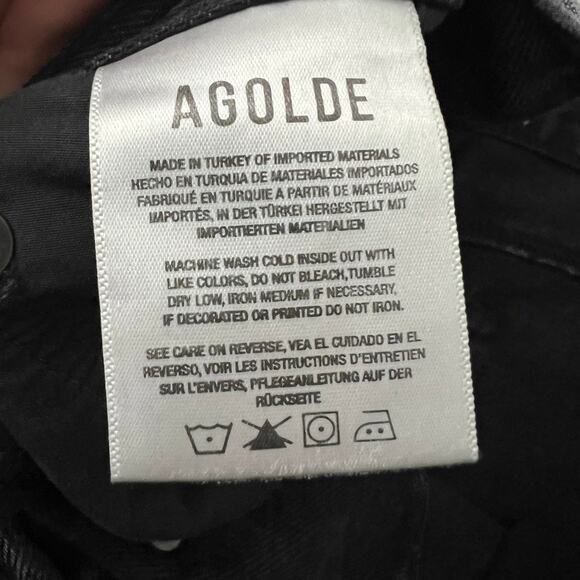 AGOLDE
MADE IN TURKEY OF IMPORTED MATERIALS
HECHO EN TURQUIA DE MATERIALES IMPORTADOS
FABRIQUÉ EN TURQUIE A PARTIR DE MATÉRIAUX
IMPORTÉS, IN DER TÜRKEI HERGESTELLT MIT
IMPORTIERTEN MATERIALIEN
MACHINE WASH COLD INSIDE OUT WITH
LIKE COLORS, DO NOT BLEACH,TUMBLE
DRY LOW, IRON MEDIUM IF NECESSARY,
IF DECORATED OR PRINTED DO NOT IRON.
SEE CARE ON REVERSE, VEA EL CUIDADO EN EL
REVERSO, VOIR LES INSTRUCTIONS D'ENTRETIEN
SUR L'ENVERS, PFLEGEANLEITUNG AUF DER
RÜCKSEITE